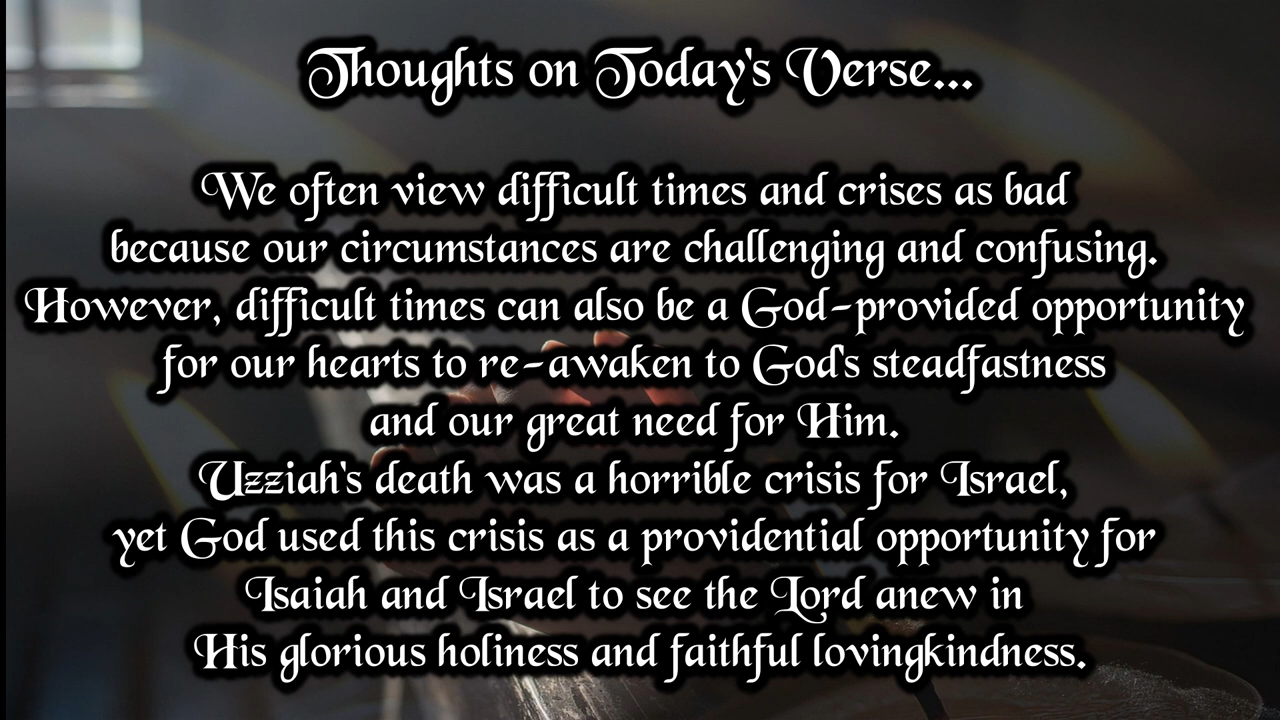 Thoughts on Today's Verse...
We often view difficult times and crises as bad
because our circumstances are challenging and confusing.
However, difficult times can also be a God-provided opportunity
for our hearts to re-awaken to God's steadfastness
and our great need for Him.
Uzziah's death was a horrible crisis for Israel,
yet God used this crisis as a providential opportunity for
Isaiah and Israel to see the Lord anew in
His glorious holiness and faithful lovingkindness.